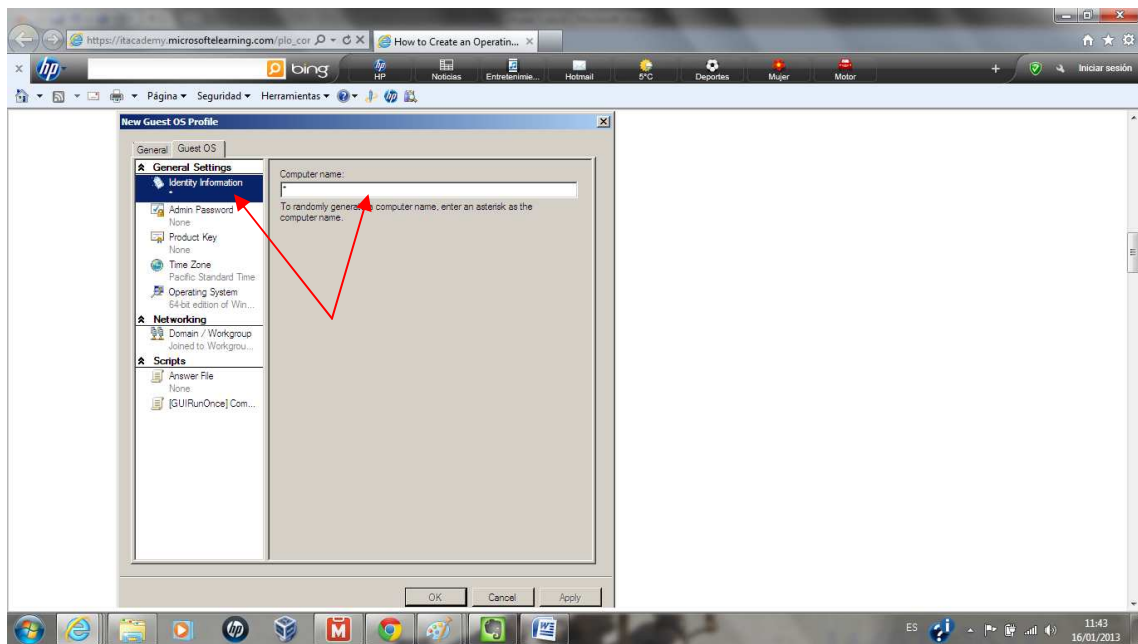 https://itacademy.microsoftelearning.com/plo_cor
How to Create an Operatin...
hp
bing
HP
Noticias
Entretenimie...
Hotmail
5°C
Deportes
Mujer
Motor
Iniciar sesión
Página
Seguridad
Herramientas
New Guest OS Profile
General
Guest OS
General Settings
Identity Information
*
Admin Password
None
Product Key
None
Time Zone
Pacific Standard Time
Operating System
64-bit edition of Win...
Networking
Domain / Workgroup
Joined to Workgrou...
Scripts
Answer File
None
[GUIRunOnce] Com...
Computer name:
*
To randomly generate a computer name, enter an asterisk as the
computer name.
OK
Cancel
Apply
ES
11:43
16/01/2013